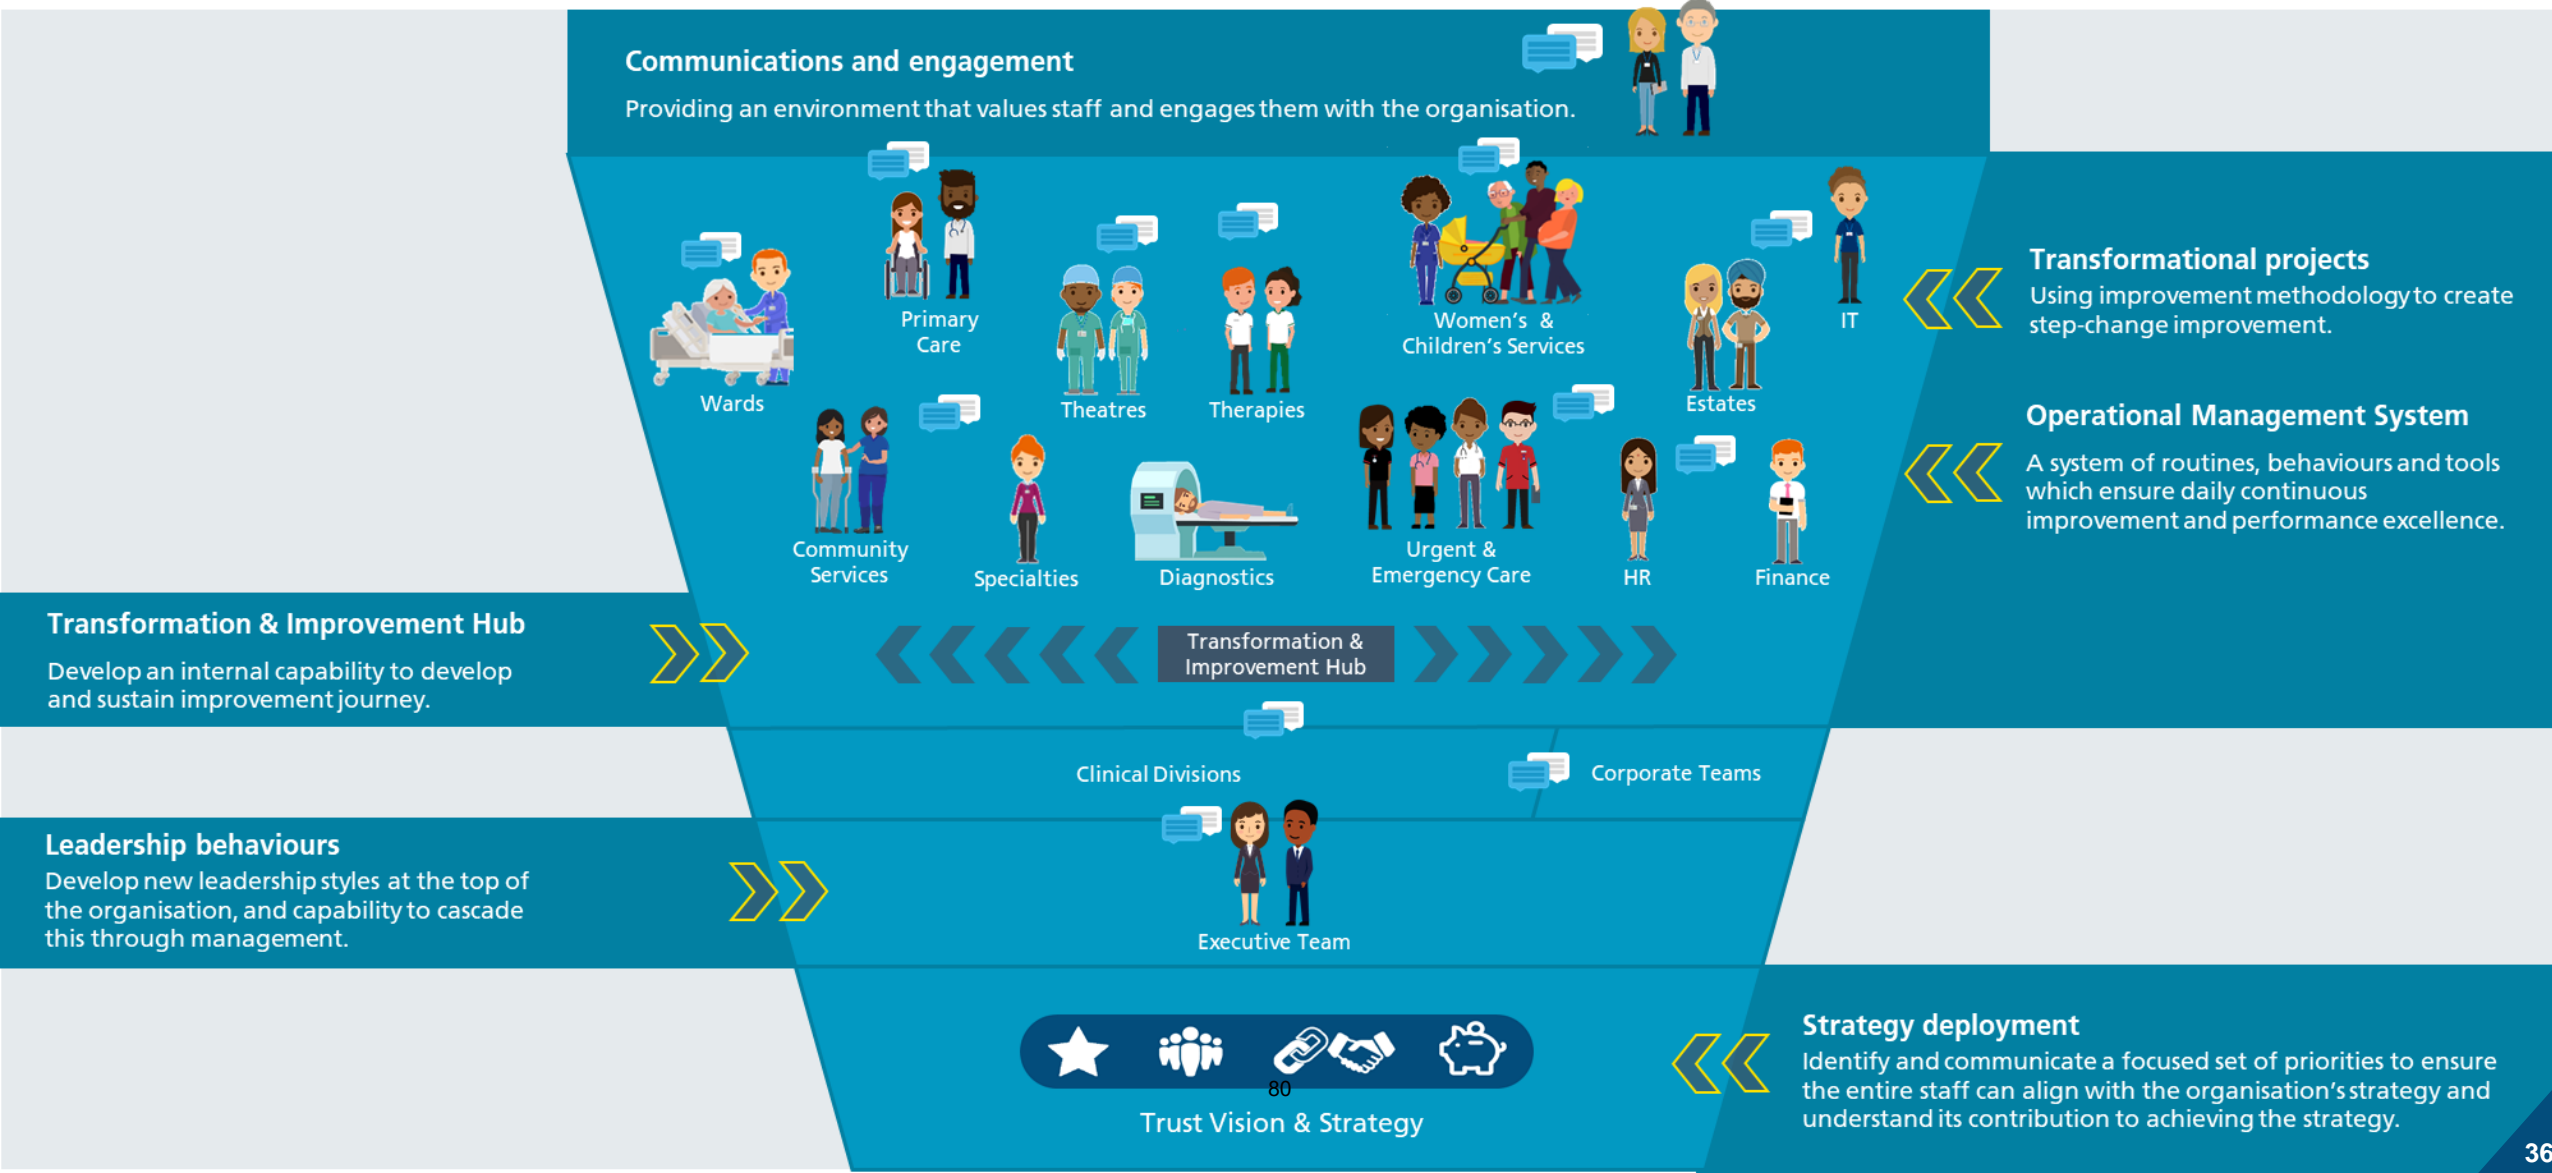 Communications and engagement
Providing an environment that values staff and engages them with the organisation.
Primary
Care
Women's &
Children's Services
IT
Wards
Theatres
Therapies
Estates
Community
Services
Specialties
Diagnostics
Urgent &
Emergency Care
HR
Finance
Transformational projects
Using improvement methodology to create
step-change improvement.
Operational Management System
A system of routines, behaviours and tools
which ensure daily continuous
improvement and performance excellence.
Transformation & Improvement Hub
Develop an internal capability to develop
and sustain improvement journey.
Transformation &
Improvement Hub
Clinical Divisions
Corporate Teams
Leadership behaviours
Develop new leadership styles at the top of
the organisation, and capability to cascade
this through management.
Executive Team
80
Trust Vision & Strategy
Strategy deployment
Identify and communicate a focused set of priorities to ensure
the entire staff can align with the organisation's strategy and
understand its contribution to achieving the strategy.
36